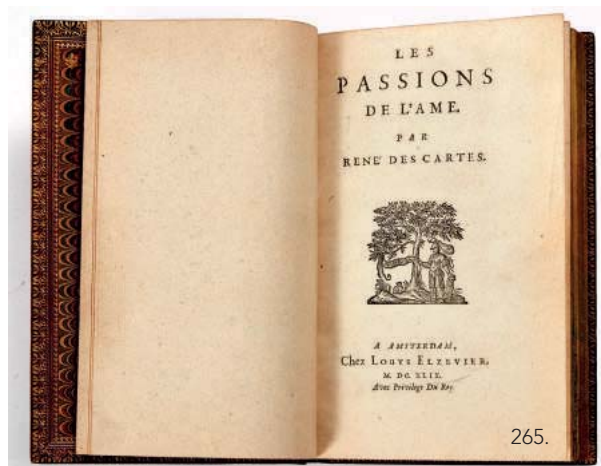 LES
PASSIONS
DE L'AME.
PAR
RENE' DES CARTES.
A AMSTERDAM,
Chez LOUYS ELZEVIER.
M. DC. XLIX.
Avec Privilege Du Roy.
265.